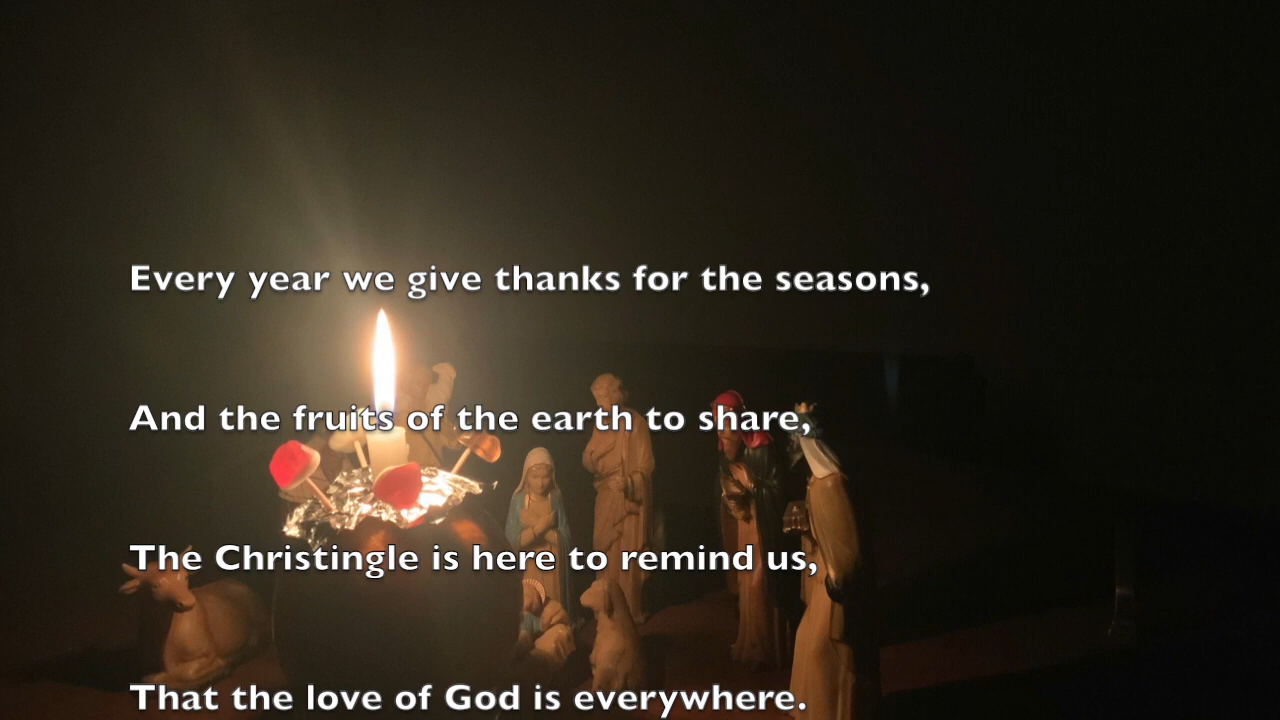 Every year we give thanks for the seasons,
And the fruits of the earth to share,
The Christingle is here to remind us,
That the love of God is everywhere.